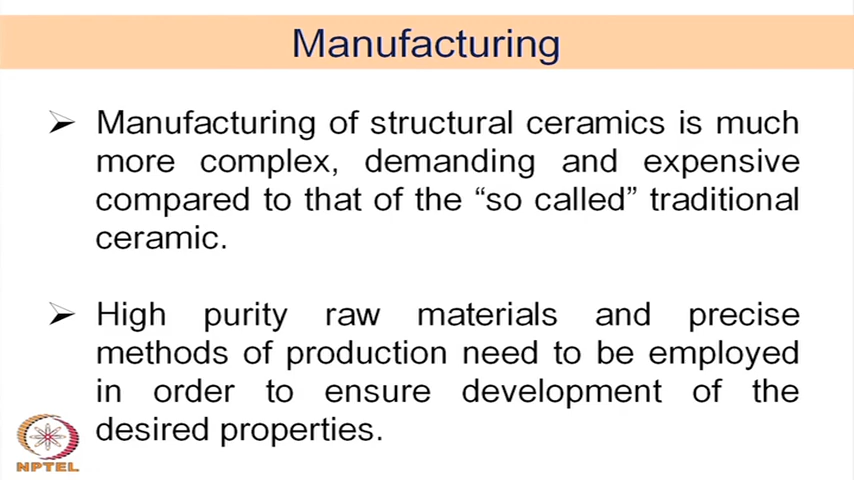 Manufacturing
➢ Manufacturing of structural ceramics is much
more complex, demanding and expensive
compared to that of the “so called” traditional
ceramic.
➢ High purity raw materials and precise
methods of production need to be employed
in order to ensure development of the
desired properties.
NPTEL